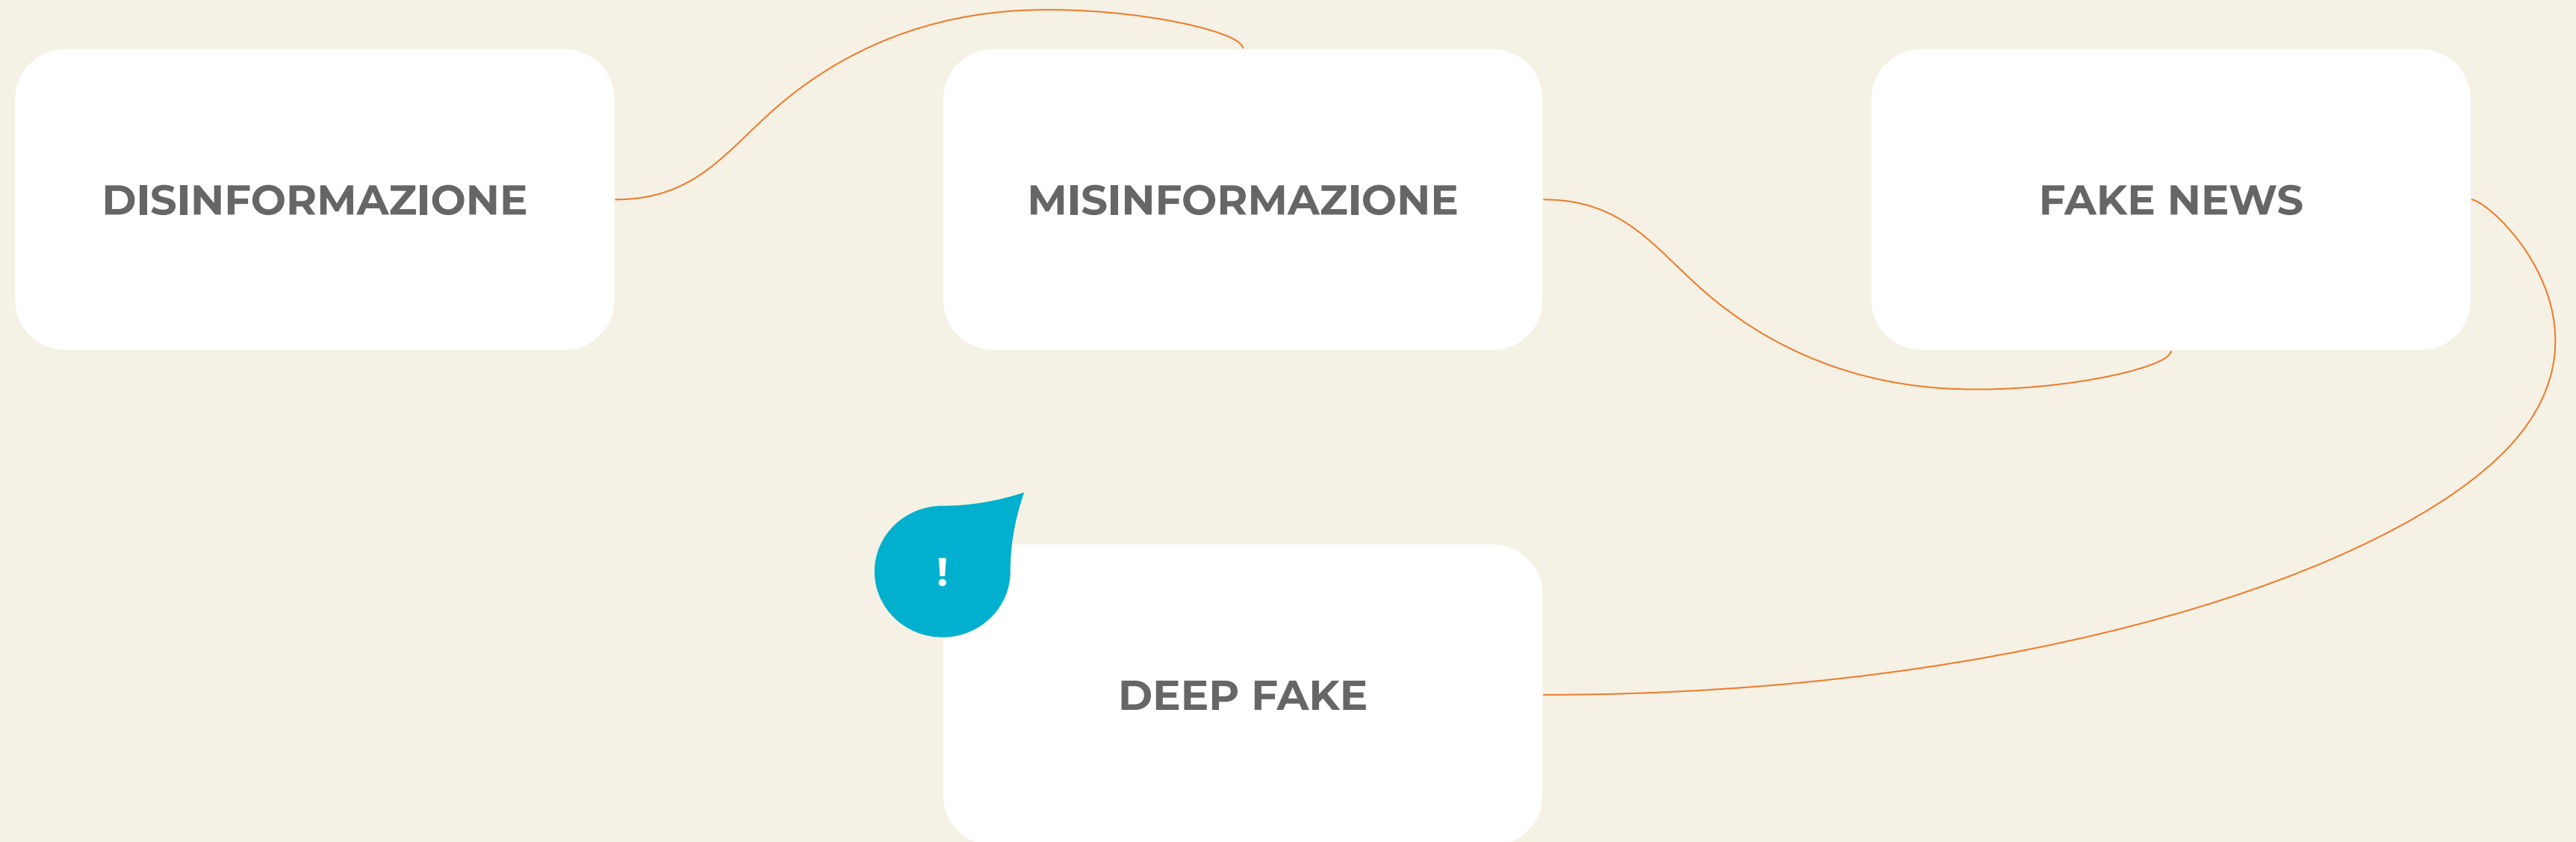 DISINFORMAZIONE
MISINFORMAZIONE
FAKE NEWS
!
DEEP FAKE